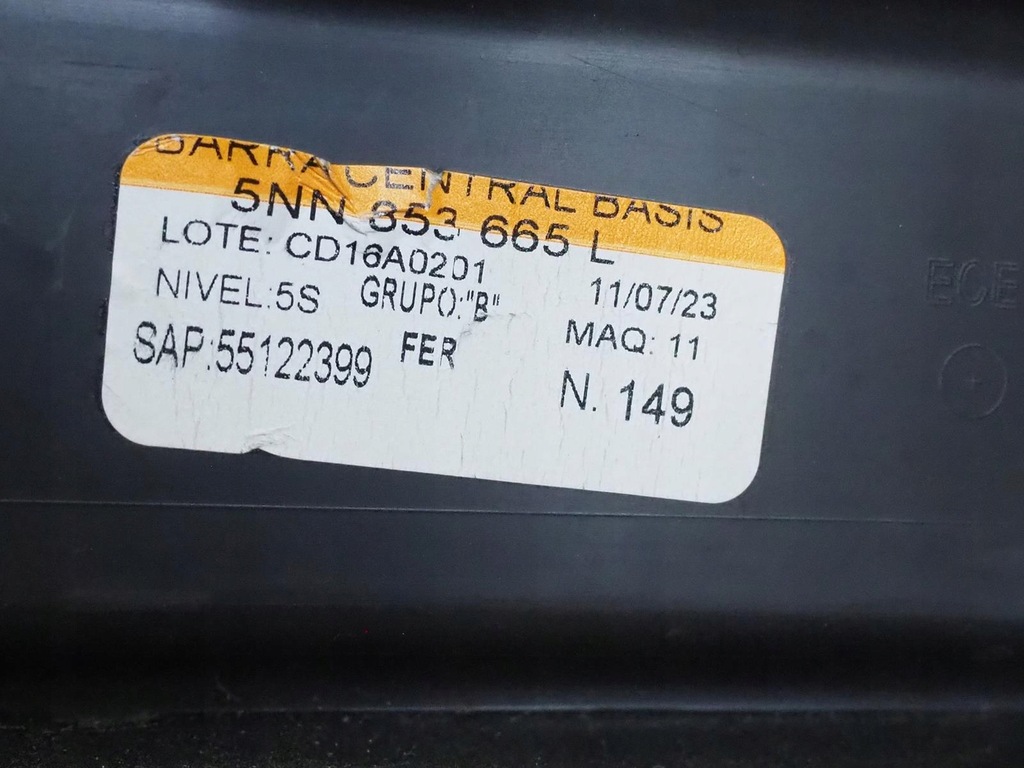 BARRA CENTRAL BASIS
5NN 853 665 L
LOTE: CD16A0201
11/07/23
NIVEL:5S GRUPO:"B"
MAQ: 11
SAP:55122399 FER
N. 149
ECE